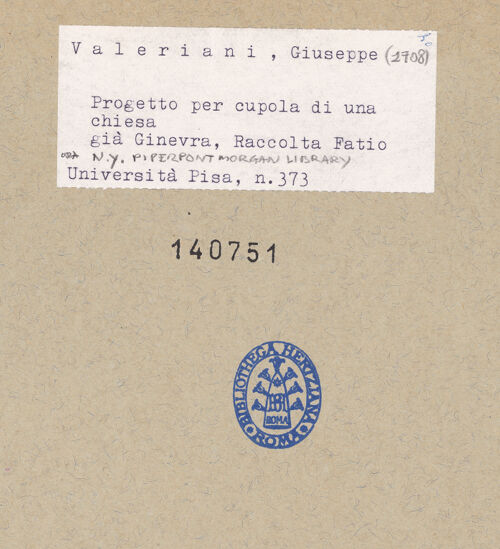 Valeriani, Giuseppe (1708)
Progetto per cupola di una
chiesa
già Ginevra, Raccolta Fatio
ora N.Y. PIERPONT MORGAN LIBRARY
Università Pisa, n.373
140751
BIBLIOTHECA HERTZIANA
ROMA
ROMA